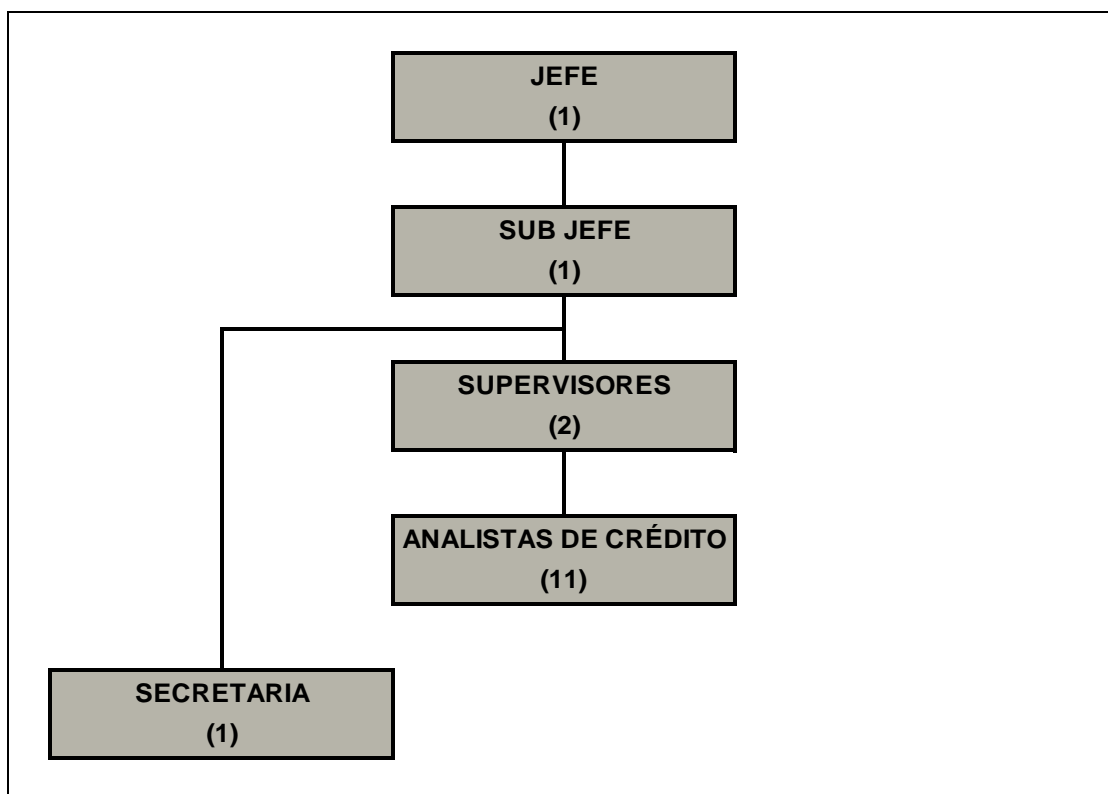 JEFE
(1)
SUB JEFE
(1)
SUPERVISORES
(2)
ANALISTAS DE CRÉDITO
(11)
SECRETARIA
(1)